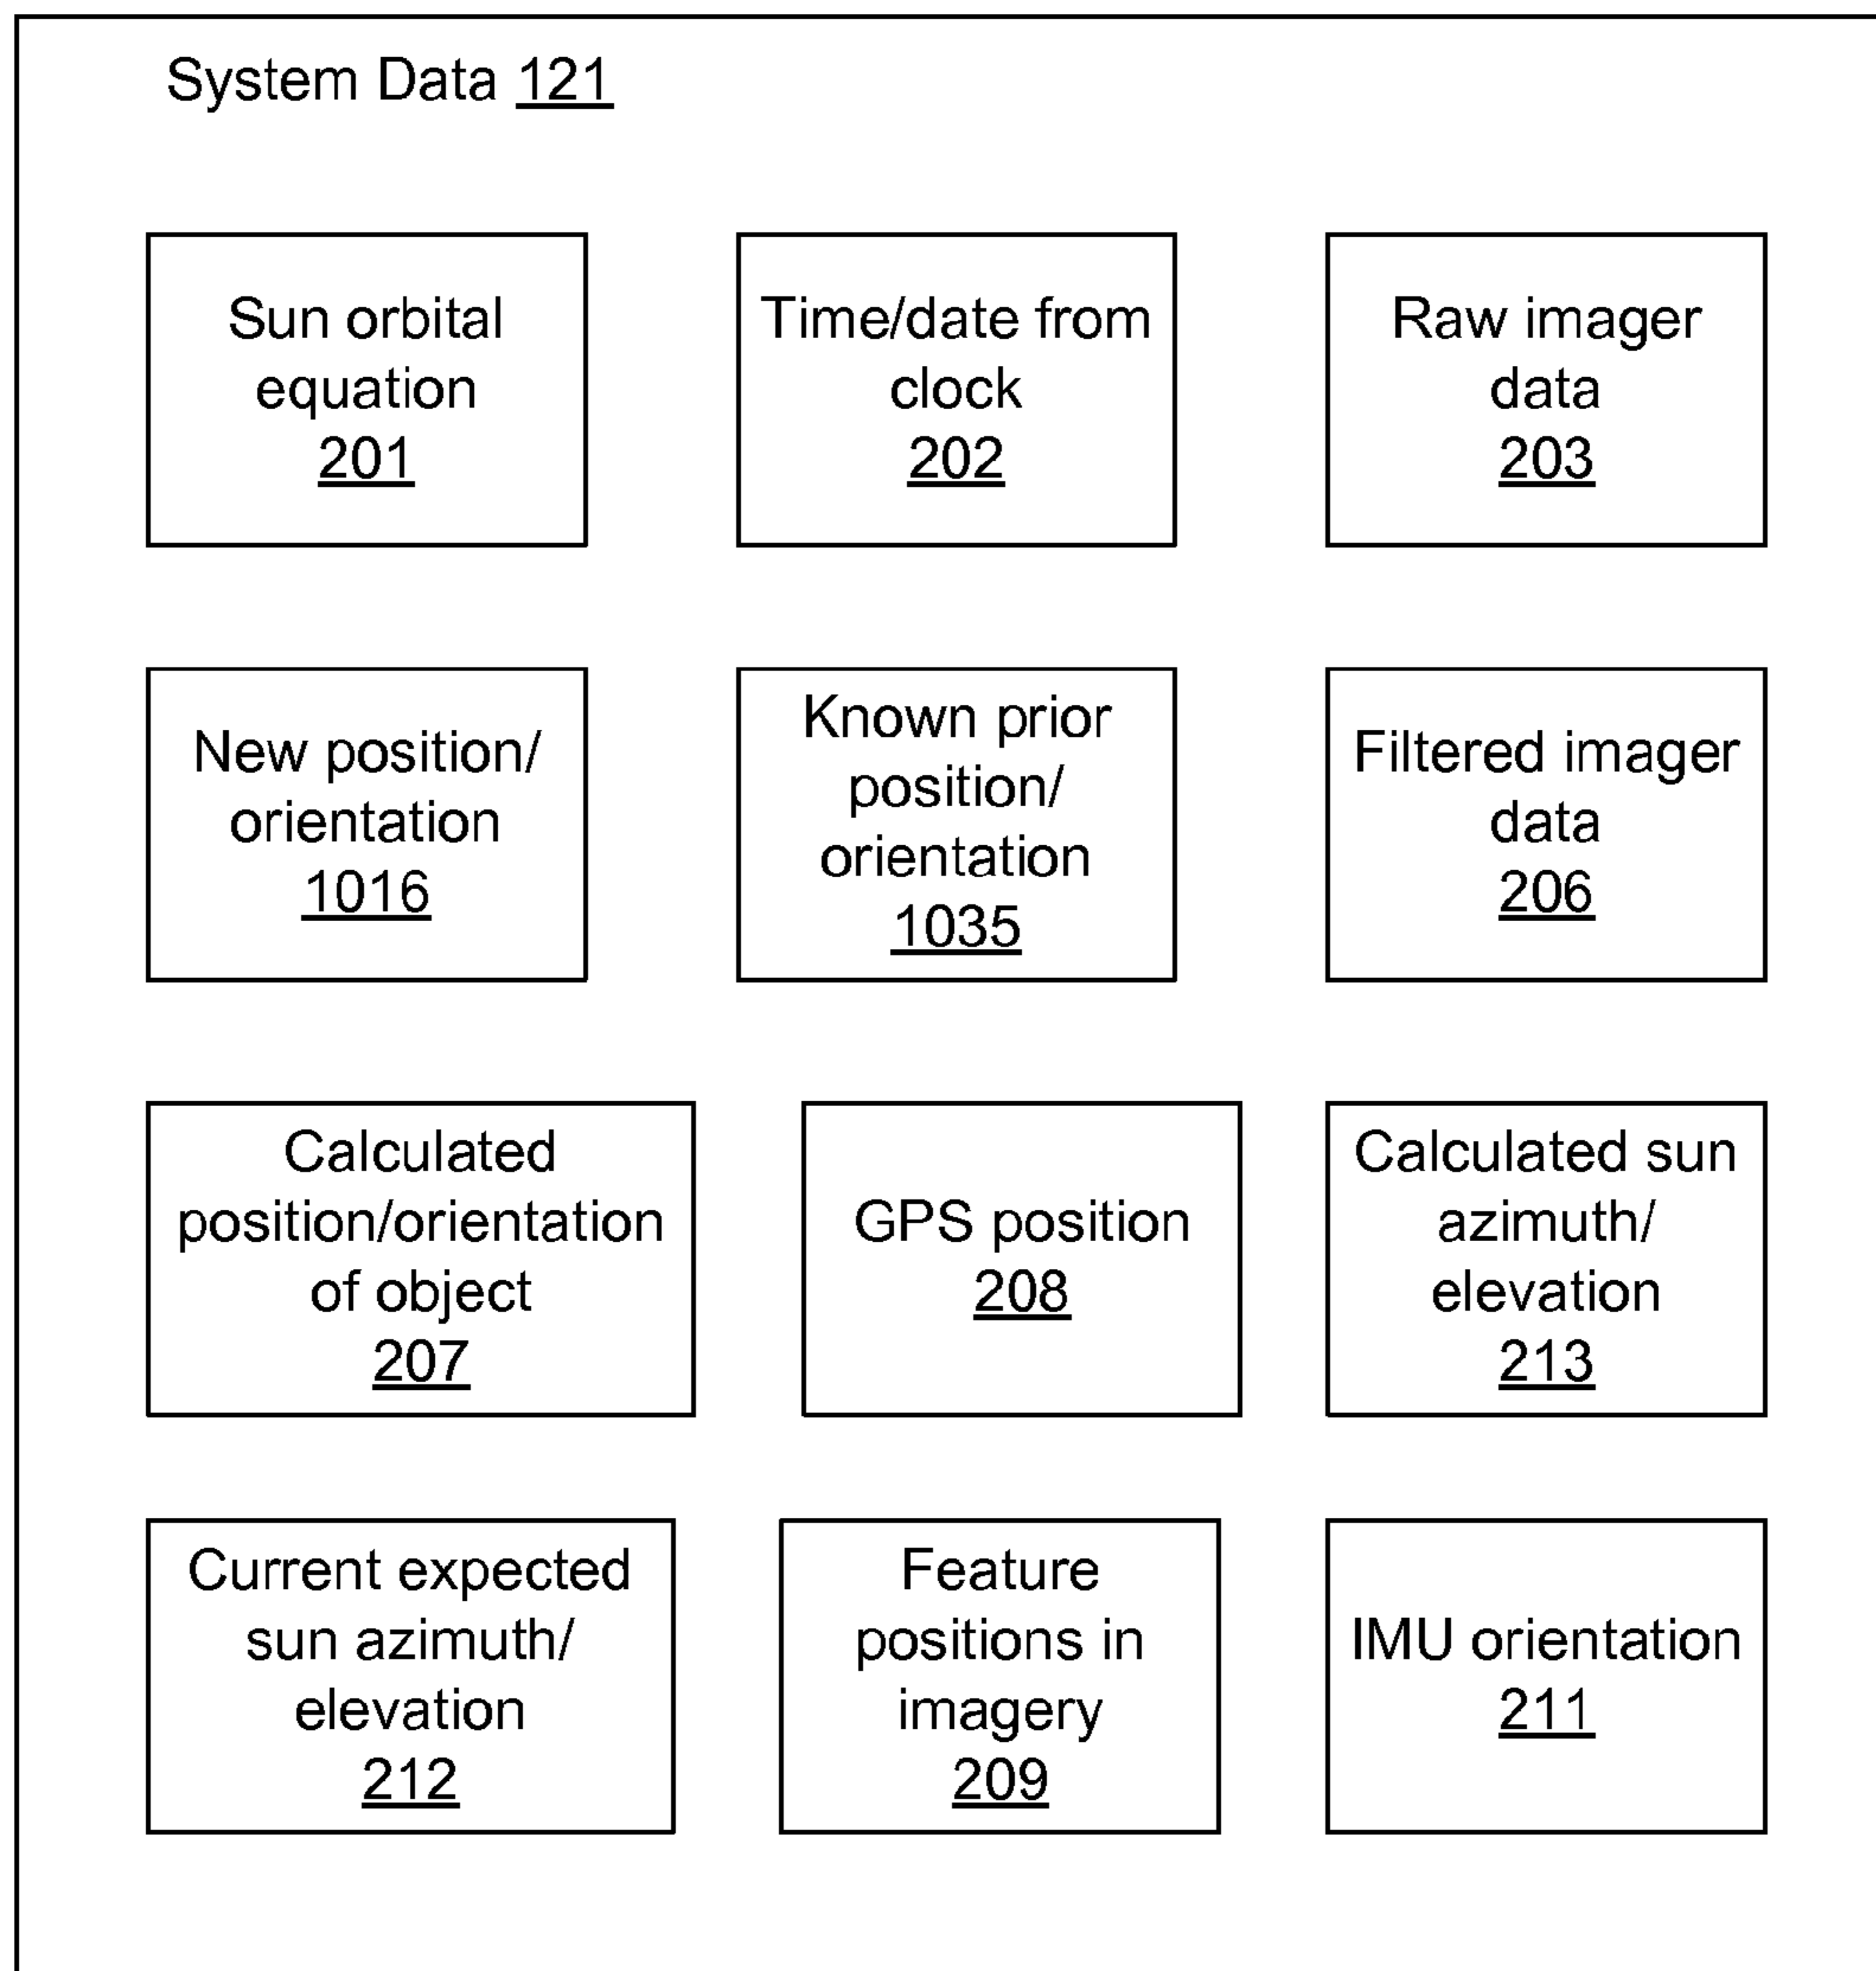 System Data 121
Sun orbital
equation
201
Time/date from
clock
202
Raw imager
data
203
New position/
orientation
1016
Known prior
position/
orientation
1035
Filtered imager
data
206
Calculated
position/orientation
of object
207
GPS position
208
Calculated sun
azimuth/
elevation
213
Current expected
sun azimuth/
elevation
212
Feature
positions in
imagery
209
IMU orientation
211